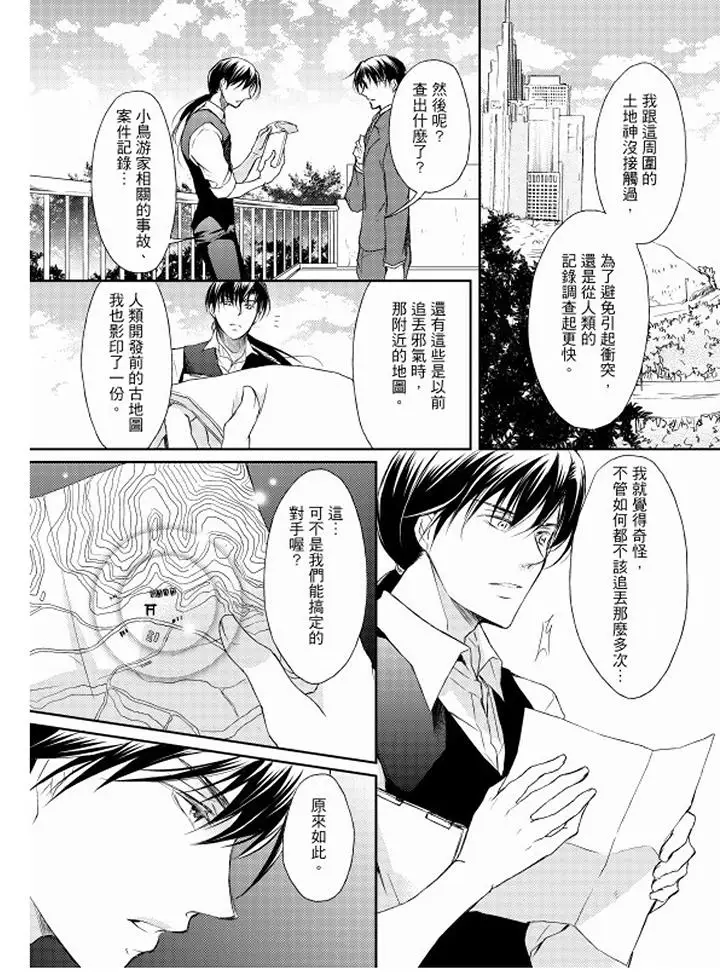 我跟這周圍的
土地神沒接觸過，
為了避免引起衝突，
還是從人類的
記錄調查起更快。
然後呢？
查出什麼了？
小鳥游家相關的事故、
案件記錄…
還有這些是以前
追丟邪氣時，
那附近的地圖。
人類開發前的古地圖
我也影印了一份。
我就覺得奇怪，
不管如何都不該追丟那麼多次…
這…
可不是我們能搞定的
對手喔？
原來如此。